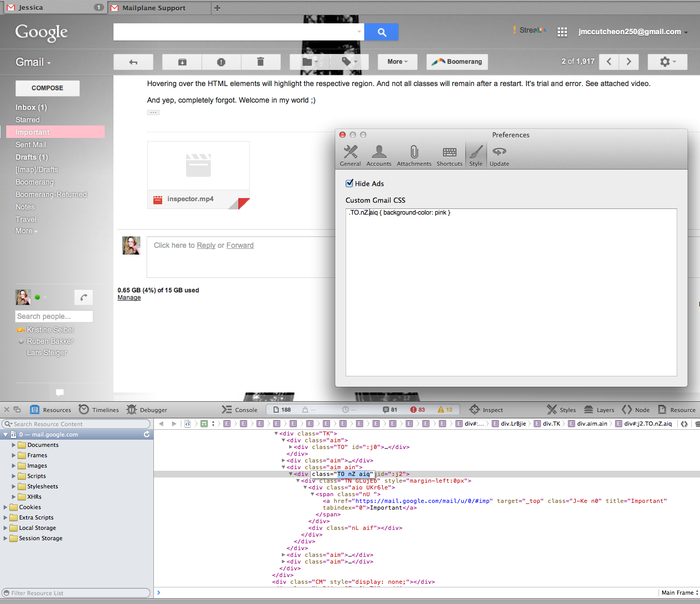 Jessica
Mailplane Support
Google
jmccutcheon250@gmail.com
Gmail
More
Boomerang
2 of 1,917
COMPOSE
Hovering over the HTML elements will highlight the respective region. And not all classes will remain after a restart. It's trial and error. See attached video.
And yep, completely forgot. Welcome in my world ;)
Inbox (1)
Starred
Important
Sent Mail
Drafts (1)
[Imap]/Drafts
Boomerang
Boomerang-Returned
Notes
Travel
More
inspector.mp4
Click here to Reply or Forward
0.65 GB (4%) of 15 GB used
Manage
Search people...
Ruben Bakker
Lars Steiger
Preferences
General
Accounts
Attachments
Shortcuts
Style
Update
Hide Ads
Custom Gmail CSS
.TO.nZ.aiq { background-color: pink }
Resources
Timelines
Debugger
Console
188
81
83
12
Inspect
Styles
Layers
Node
Resource
Search Resource Content
0 — mail.google.com
Documents
Frames
Images
Scripts
Stylesheets
XHRs
Cookies
Extra Scripts
Local Storage
Session Storage
Filter Resource List
E E E E E E E E E E E div#:... E div.LrBjie E div.TK E div.aim.ain E div#:j2.TO.nZ.aiq
<div class="TK">
<div class="aim">
<div class="TO" id=":j0">…</div>
</div>
<div class="aim">…</div>
<div class="aim ain">
<div class="TO nZ aiq" id=":j2">
<div class="TN GLujEb" style="margin-left:0px">
<div class="aio UKr6le">
<span class="nU ">
<a href="https://mail.google.com/mail/u/0/#imp" target="_top" class="J-Ke n0" title="Important"
tabindex="0">Important</a>
</span>
</div>
<div class="nL aif">…</div>
</div>
</div>
</div>
<div class="aim">…</div>
<div class="aim">…</div>
</div>
<div class="CM" style="display: none;"></div>
Main Frame